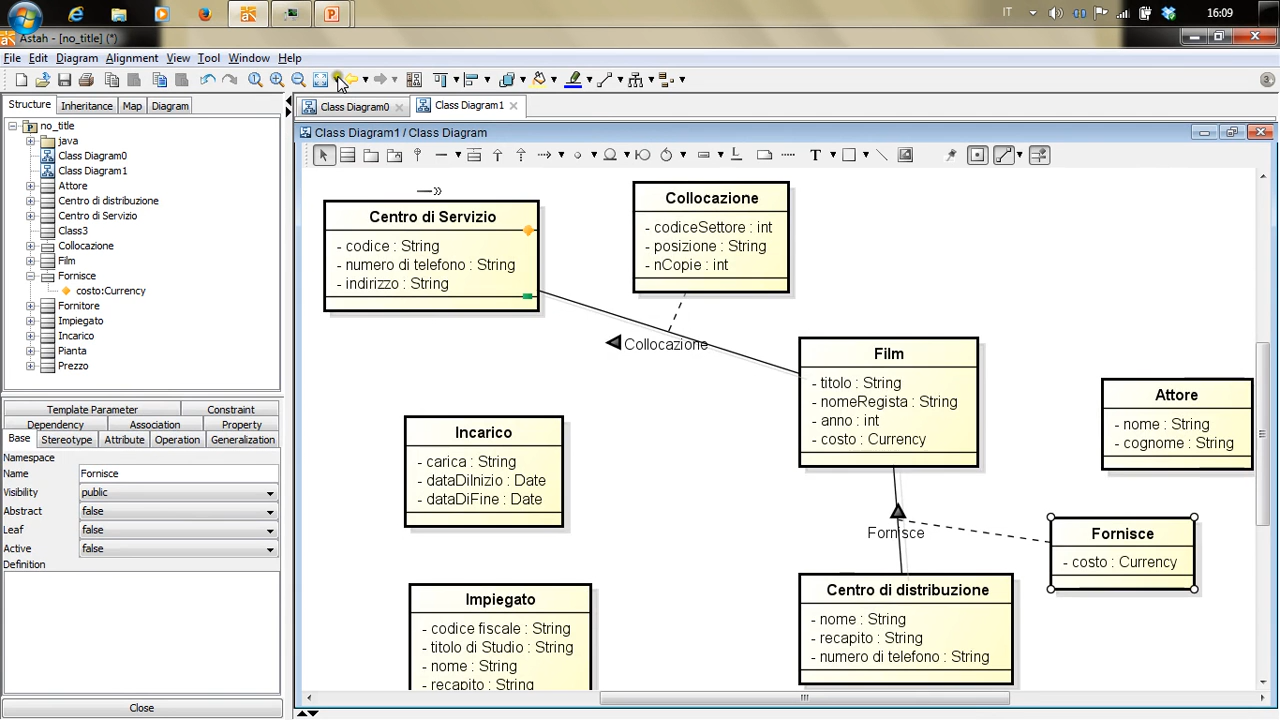 IT
16:09
Astah - [no_title] (*)
File Edit Diagram Alignment View Tool Window Help
Structure Inheritance Map Diagram
Class Diagram0
Class Diagram1
Class Diagram1 / Class Diagram
no_title
java
Class Diagram0
Class Diagram1
Attore
Centro di distribuzione
Centro di Servizio
Class3
Collocazione
Film
Fornisce
costo:Currency
Fornitore
Impiegato
Incarico
Pianta
Prezzo
Template Parameter Constraint
Dependency Association Property
Base Stereotype Attribute Operation Generalization
Namespace
Name Fornisce
Visibility public
Abstract false
Leaf false
Active false
Definition
Close
Centro di Servizio
- codice : String
- numero di telefono : String
- indirizzo : String
Collocazione
- codiceSettore : int
- posizione : String
- nCopie : int
Collocazione
Film
- titolo : String
- nomeRegista : String
- anno : int
- costo : Currency
Attore
- nome : String
- cognome : String
Incarico
- carica : String
- dataDiInizio : Date
- dataDiFine : Date
Fornisce
Fornisce
- costo : Currency
Impiegato
- codice fiscale : String
- titolo di Studio : String
- nome : String
- recapito : String
Centro di distribuzione
- nome : String
- recapito : String
- numero di telefono : String